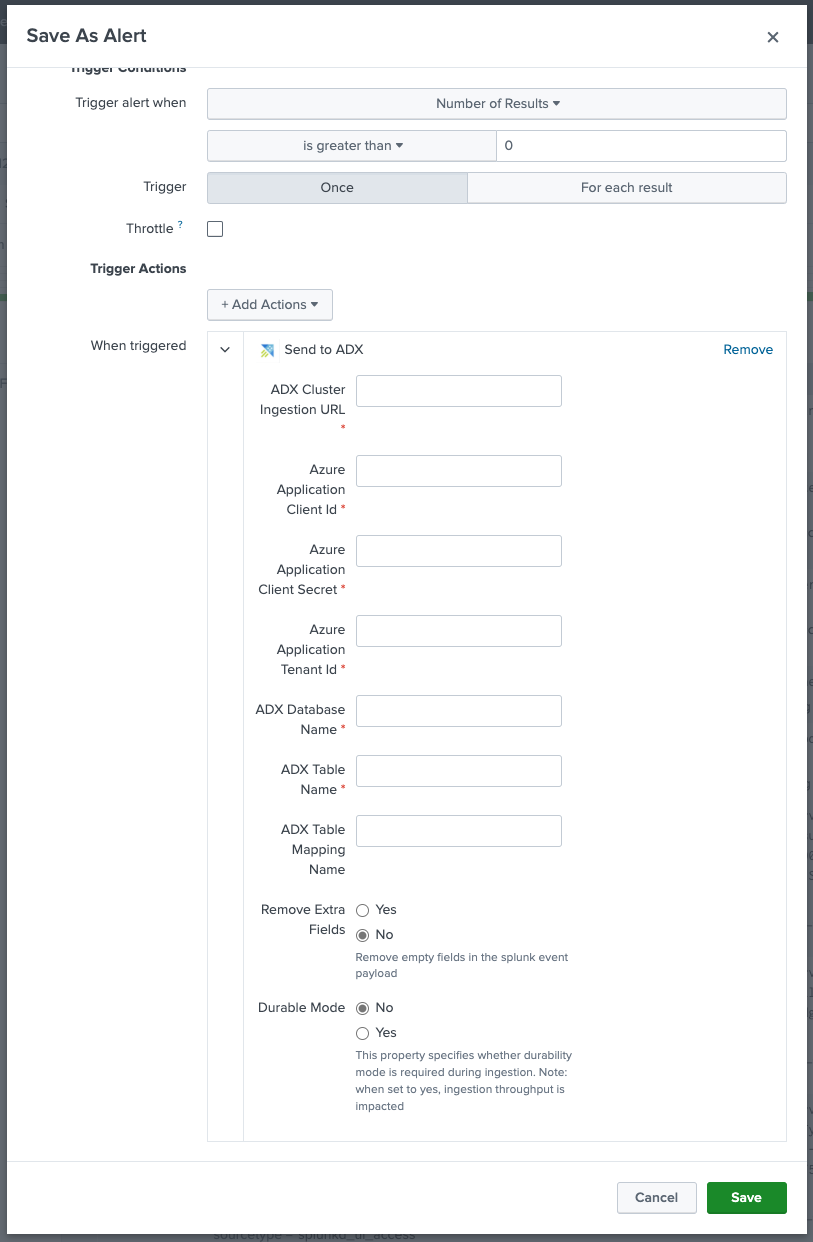 Save As Alert
Trigger Conditions
Trigger alert when
Number of Results
is greater than
0
Trigger
Once
For each result
Throttle ?
Trigger Actions
+ Add Actions
When triggered
Send to ADX
Remove
ADX Cluster
Ingestion URL
*
Azure
Application
Client Id *
Azure
Application
Client Secret *
Azure
Application
Tenant Id *
ADX Database
Name *
ADX Table
Name *
ADX Table
Mapping
Name
Remove Extra
Fields
Yes
No
Remove empty fields in the splunk event
payload
Durable Mode
No
Yes
This property specifies whether durability
mode is required during ingestion. Note:
when set to yes, ingestion throughput is
impacted
Cancel
Save
sourcetype = splunkd_ui_access